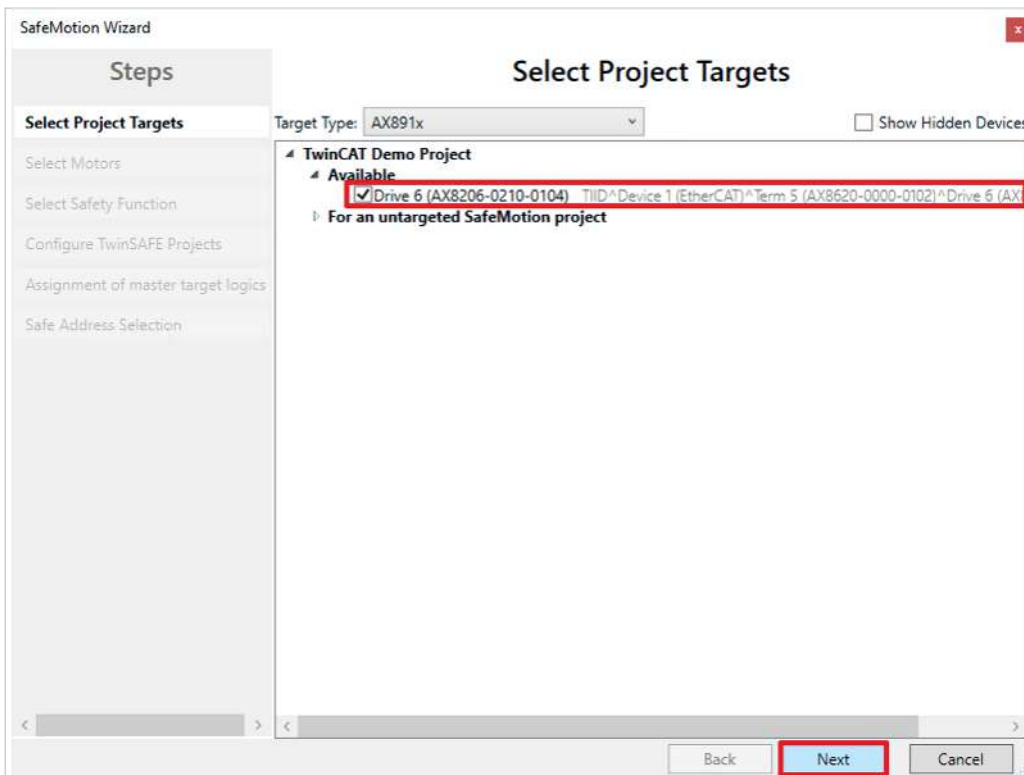 SafeMotion Wizard
x
Steps
Select Project Targets
Select Motors
Select Safety Function
Configure TwinSAFE Projects
Assignment of master target logics
Safe Address Selection
Select Project Targets
Target Type: AX891x
Show Hidden Devices
TwinCAT Demo Project
Available
Drive 6 (AX8206-0210-0104) TIID^Device 1 (EtherCAT)^Term 5 (AX8620-0000-0102)^Drive 6 (AX
For an untargeted SafeMotion project
Back Next Cancel